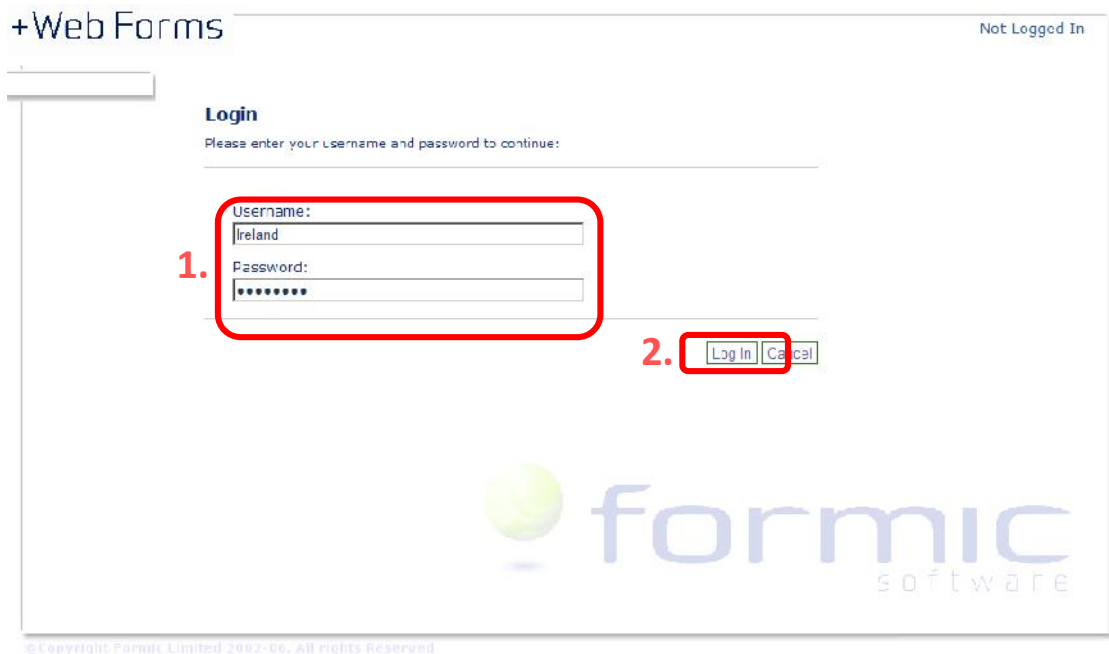 +Web Forms
Not Logged In
Login
Please enter your username and password to continue:
Username:
Ireland
1.
Password:
••••••••
2.
Log In Cancel
formic
software
©Copyright Formic Limited 2002-06. All rights Reserved